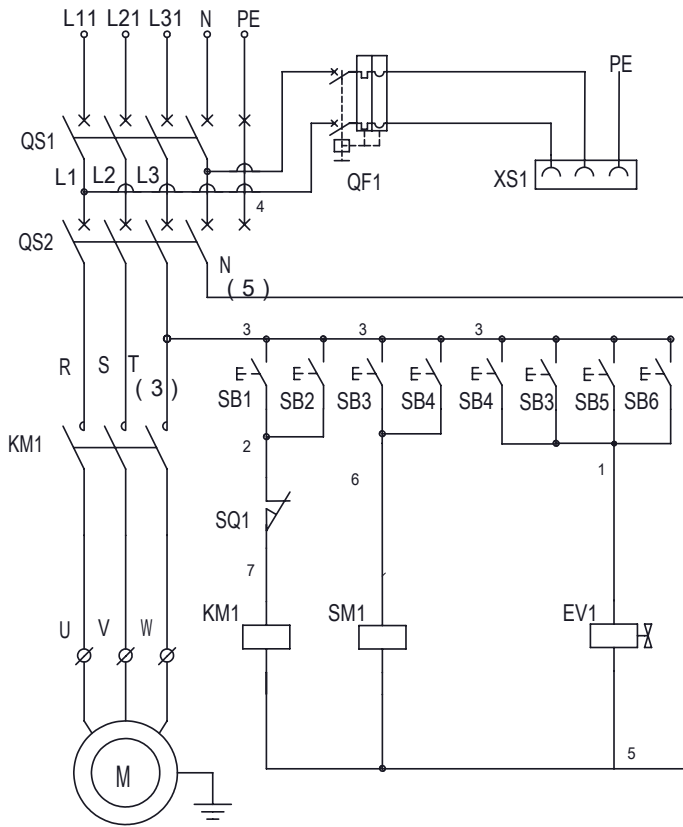 L11 L21 L31 N PE
PE
QS1
L1 L2 L3
QF1
XS1
4
QS2
N
( 5 )
3 3 3
R S T
( 3 )
SB1 SB2 SB3 SB4 SB4 SB3 SB5 SB6
KM1
2
6
1
SQ1
7
KM1 SM1 EV1
U V W
5
M